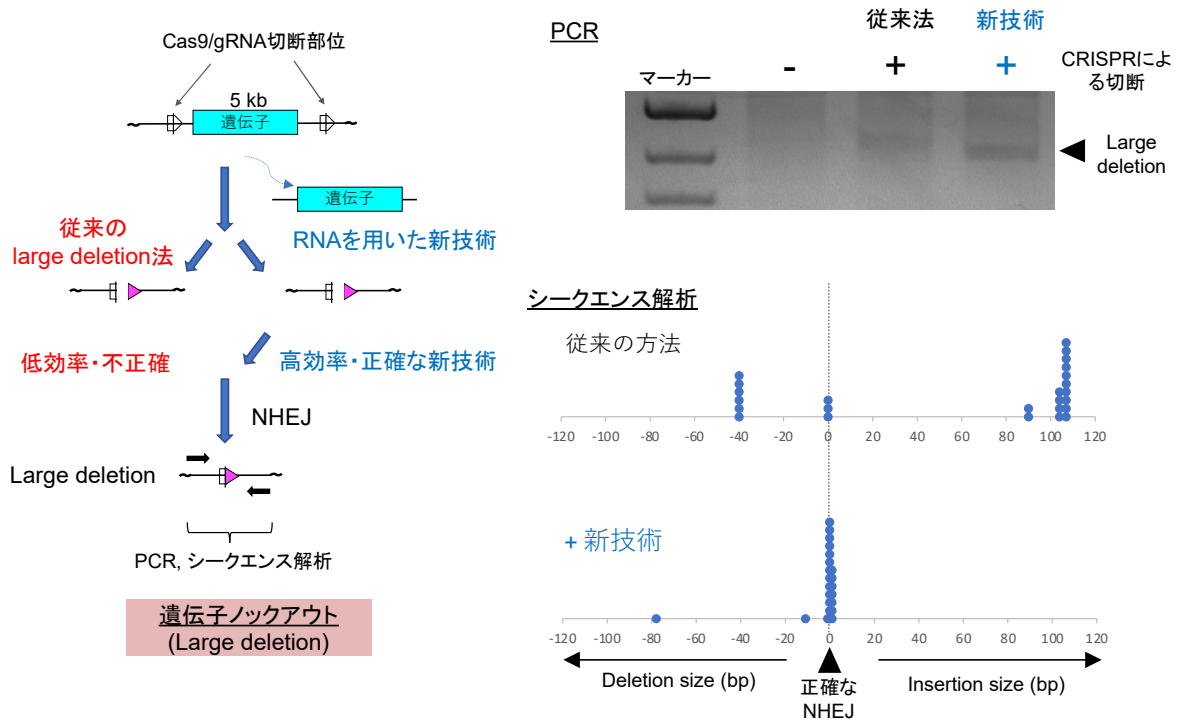 Cas9/gRNA切断部位
5 kb
遺伝子
遺伝子
従来の
large deletion法
RNAを用いた新技術
低効率・不正確
高効率・正確な新技術
NHEJ
Large deletion
PCR, シークエンス解析
遺伝子ノックアウト
(Large deletion)
PCR
従来法
新技術
マーカー
-
+
+
CRISPRによ
る切断
Large
deletion
シークエンス解析
従来の方法
-120 -100 -80 -60 -40 -20 0 20 40 60 80 100 120
+ 新技術
-120 -100 -80 -60 -40 -20 0 20 40 60 80 100 120
Deletion size (bp)
正確な
NHEJ
Insertion size (bp)